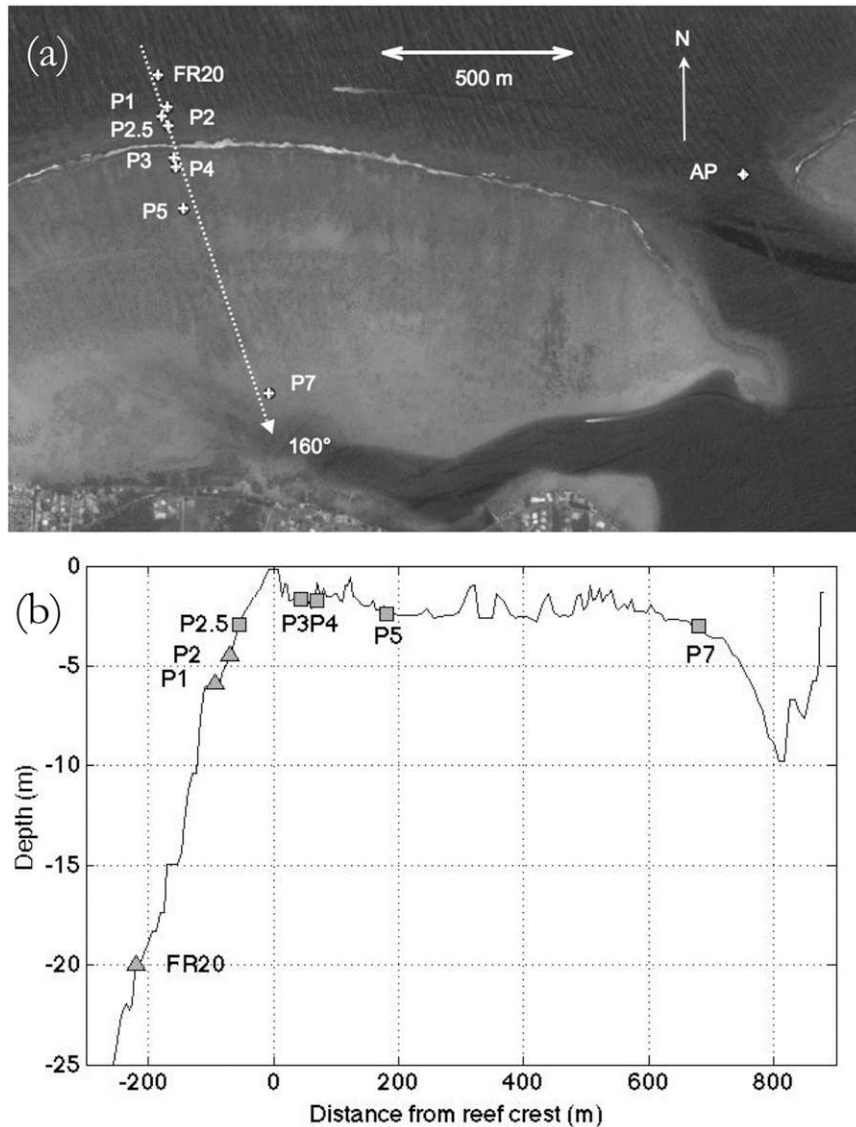 (a)
FR20
P1
P2
P2.5
P3
P4
P5
P7
160°
500 m
N
AP
(b)
0
-5
-10
-15
-20
-25
Depth (m)
P2.5
P2
P1
FR20
P3P4
P5
P7
-200 0 200 400 600 800
Distance from reef crest (m)